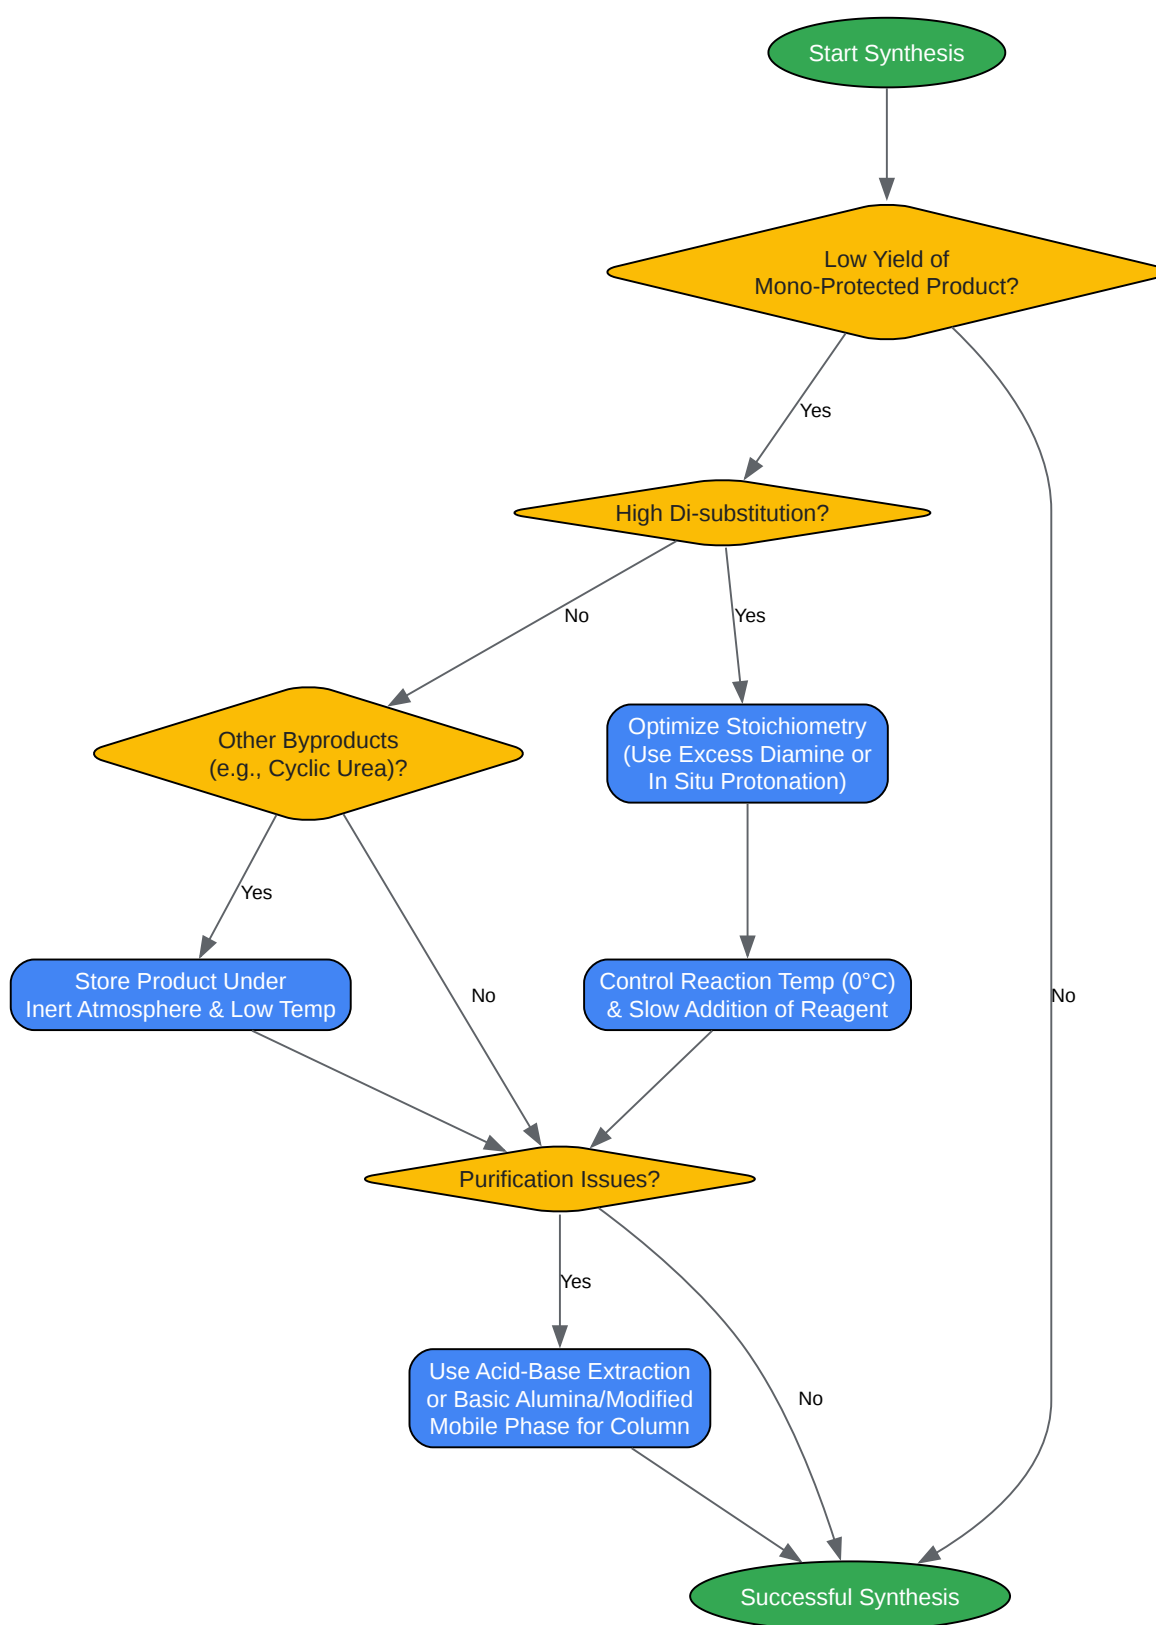 Start Synthesis
Low Yield of
Mono-Protected Product?
Yes
High Di-substitution?
No
Yes
Optimize Stoichiometry
(Use Excess Diamine or
In Situ Protonation)
Other Byproducts
(e.g., Cyclic Urea)?
Yes
No
Store Product Under
Inert Atmosphere & Low Temp
Control Reaction Temp (0°C)
& Slow Addition of Reagent
No
Purification Issues?
Yes
Use Acid-Base Extraction
or Basic Alumina/Modified
Mobile Phase for Column
No
Successful Synthesis